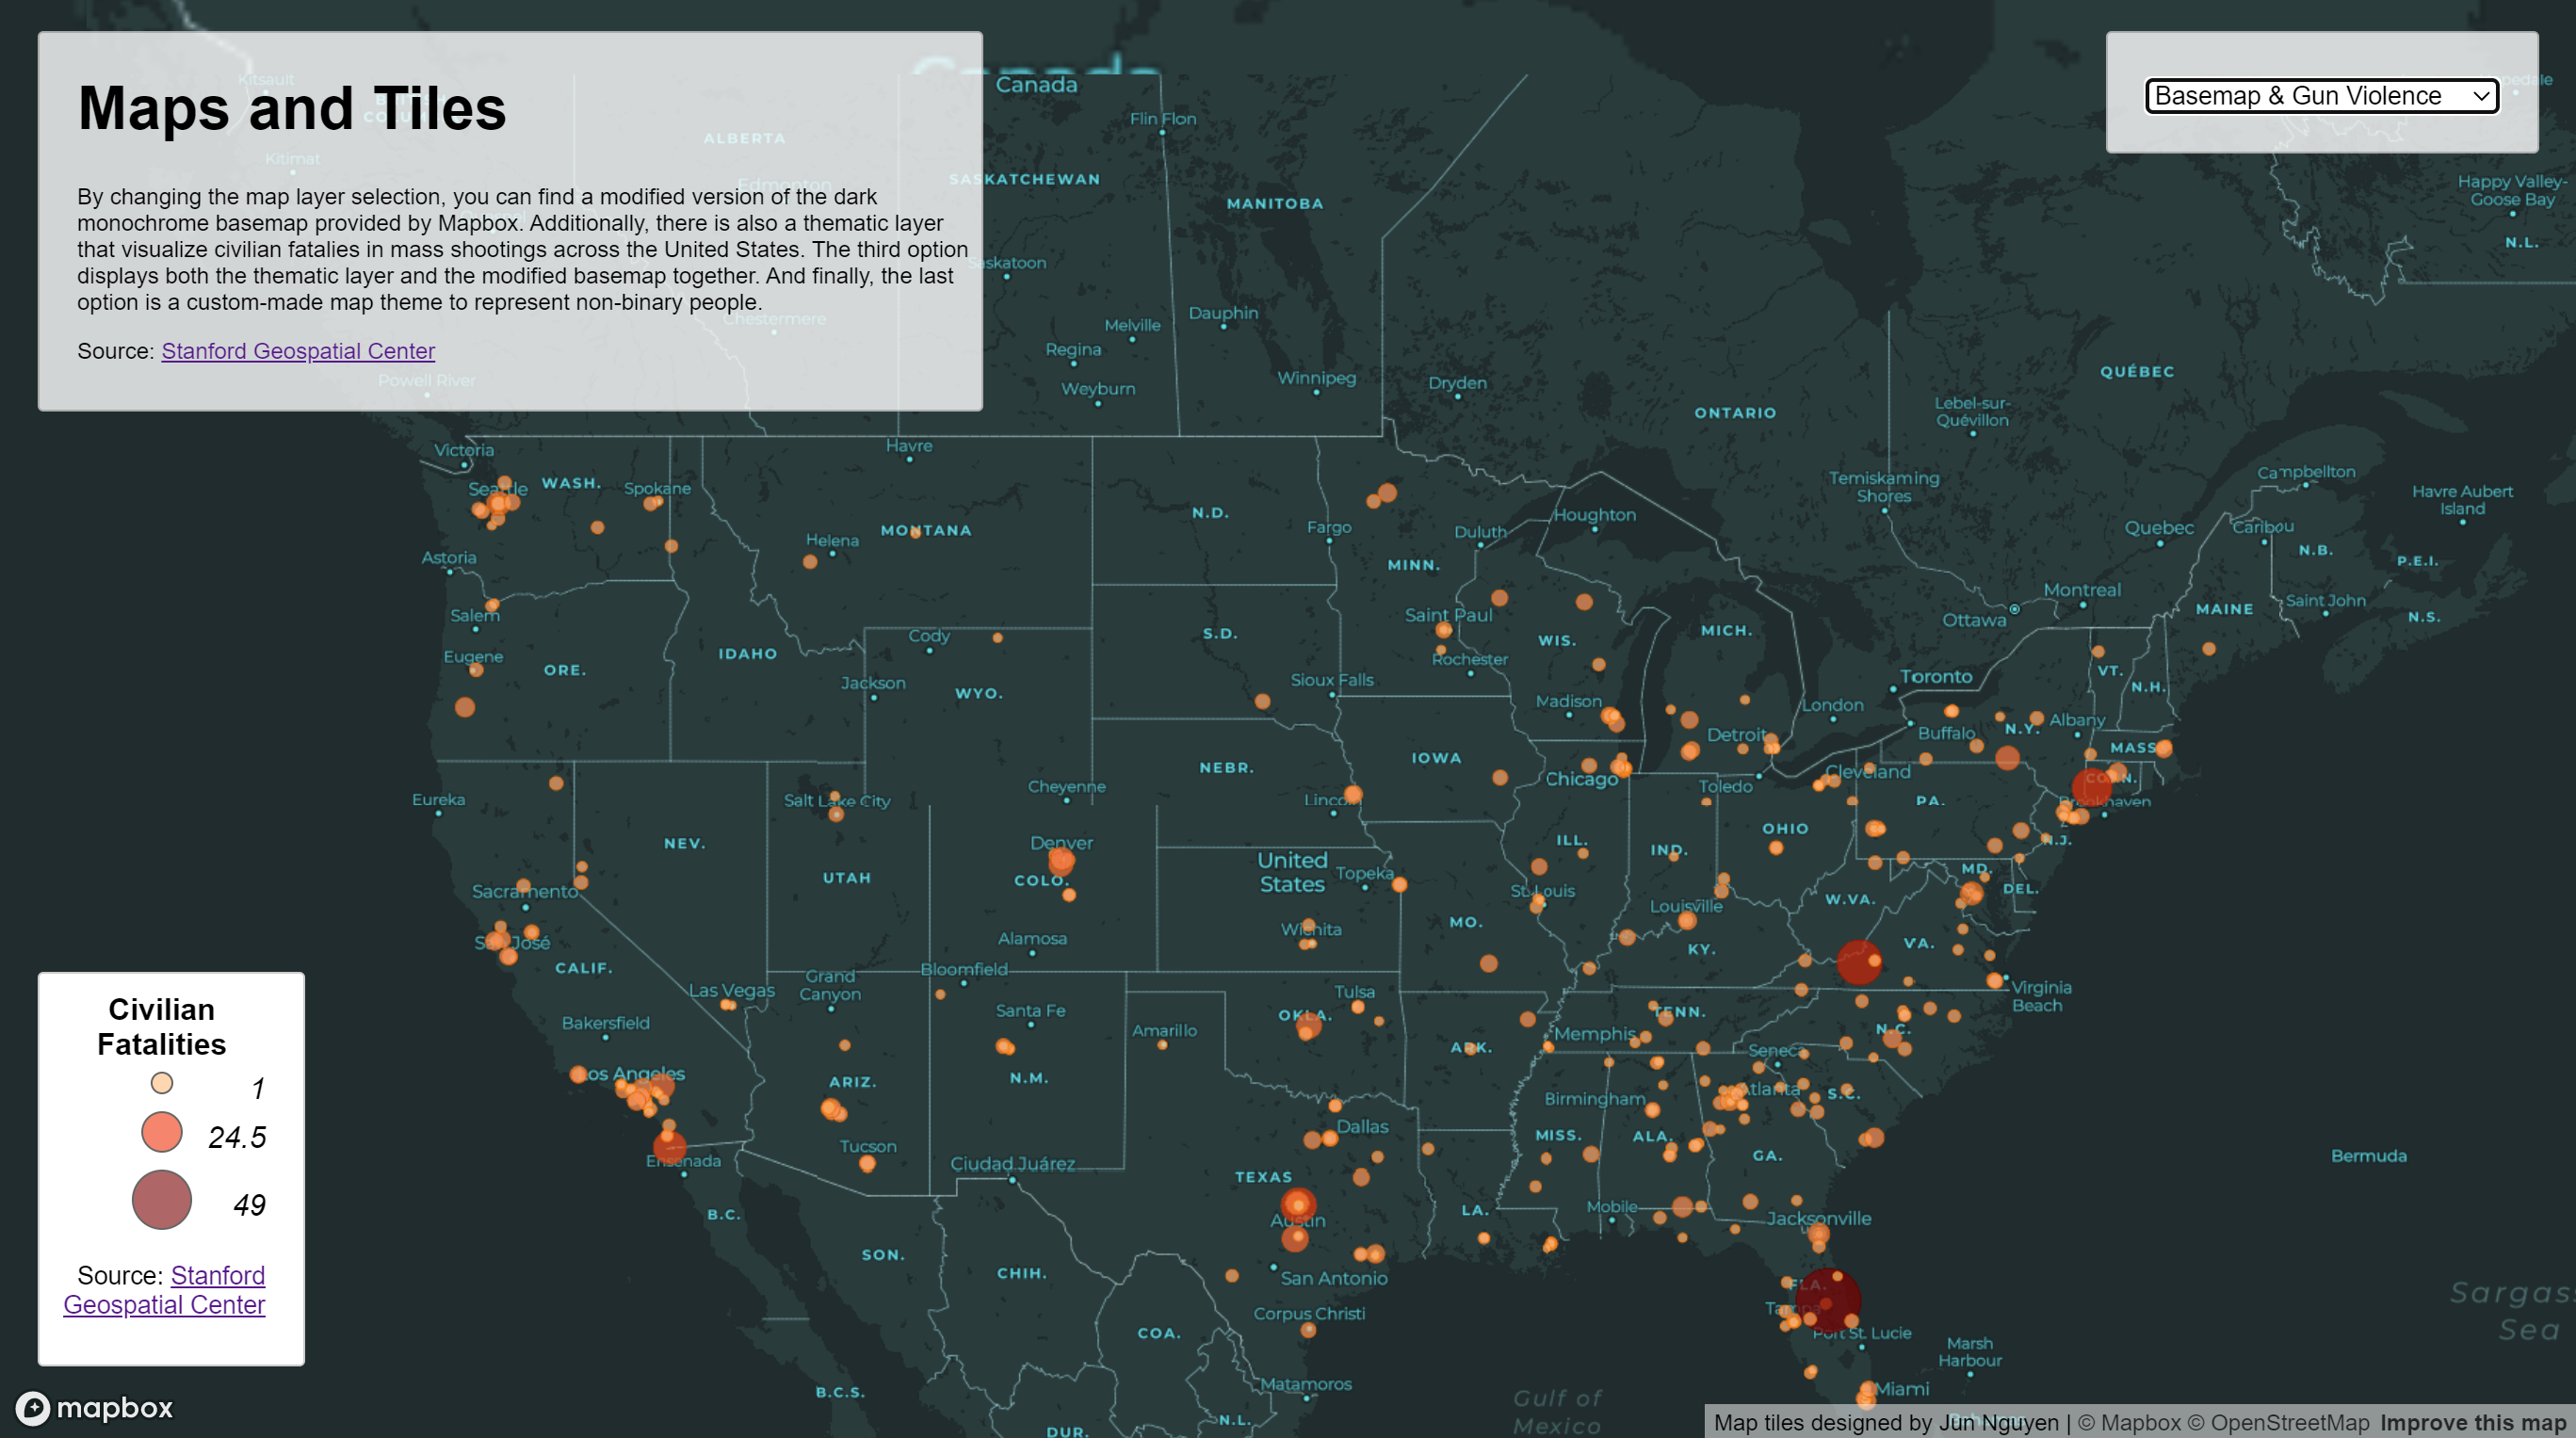 Maps and Tiles
By changing the map layer selection, you can find a modified version of the dark
monochrome basemap provided by Mapbox. Additionally, there is also a thematic layer
that visualize civilian fatalies in mass shootings across the United States. The third option
displays both the thematic layer and the modified basemap together. And finally, the last
option is a custom-made map theme to represent non-binary people.
Source: Stanford Geospatial Center
Basemap & Gun Violence
Kitsault
Kitimat
ALBERTA
Edmonton
Chestermere
Powell River
Canada
Canada
Flin Flon
SASKATCHEWAN
MANITOBA
Saskatoon
Dauphin
Melville
Regina
Weyburn
Winnipeg
Dryden
ONTARIO
QUÉBEC
Lebel-sur-
Quévillon
Temiskaming
Shores
Happy Valley-
Goose Bay
N.L.
Campbellton
Havre Aubert
Island
Quebec
Caribou
N.B.
P.E.I.
Montreal
Ottawa
MAINE
Saint John
N.S.
Victoria
Havre
Seattle
WASH.
Spokane
MONTANA
Helena
N.D.
Fargo
Duluth
Houghton
Astoria
MINN.
Salem
Saint Paul
MICH.
Cody
S.D.
WIS.
IDAHO
Eugene
ORE.
Rochester
Toronto
VT.
N.H.
Jackson
WYO.
Sioux Falls
Madison
London
Detroit
Buffalo
N.Y.
Albany
MASS
CONN.
IOWA
NEBR.
Chicago
Cleveland
Toledo
Eureka
Salt Lake City
Cheyenne
Lincoln
PA.
Brookhaven
NEV.
Denver
ILL.
IND.
OHIO
N.J.
United
States
Topeka
UTAH
COLO.
MD.
DEL.
Sacramento
St. Louis
W.VA.
Louisville
MO.
Wichita
San José
Alamosa
KY.
VA.
CALIF.
Bloomfield
Grand
Canyon
Las Vegas
Tulsa
Virginia
Beach
Santa Fe
OKLA.
TENN.
Bakersfield
Amarillo
Memphis
N.C.
ARK.
Seneca
Los Angeles
ARIZ.
N.M.
Atlanta
S.C.
Birmingham
Dallas
MISS.
ALA.
Tucson
GA.
Ensenada
Ciudad Juárez
TEXAS
Bermuda
B.C.
Mobile
LA.
Jacksonville
Austin
SON.
CHIH.
San Antonio
FLA.
Tampa
Corpus Christi
COA.
Port St. Lucie
Marsh
Harbour
Sargass
Sea
B.C.S.
Matamoros
Miami
Gulf of
Mexico
N.L.
DUR.
Civilian
Fatalities
1
24.5
49
Source: Stanford
Geospatial Center
mapbox
Map tiles designed by Jun Nguyen | © Mapbox © OpenStreetMap Improve this map